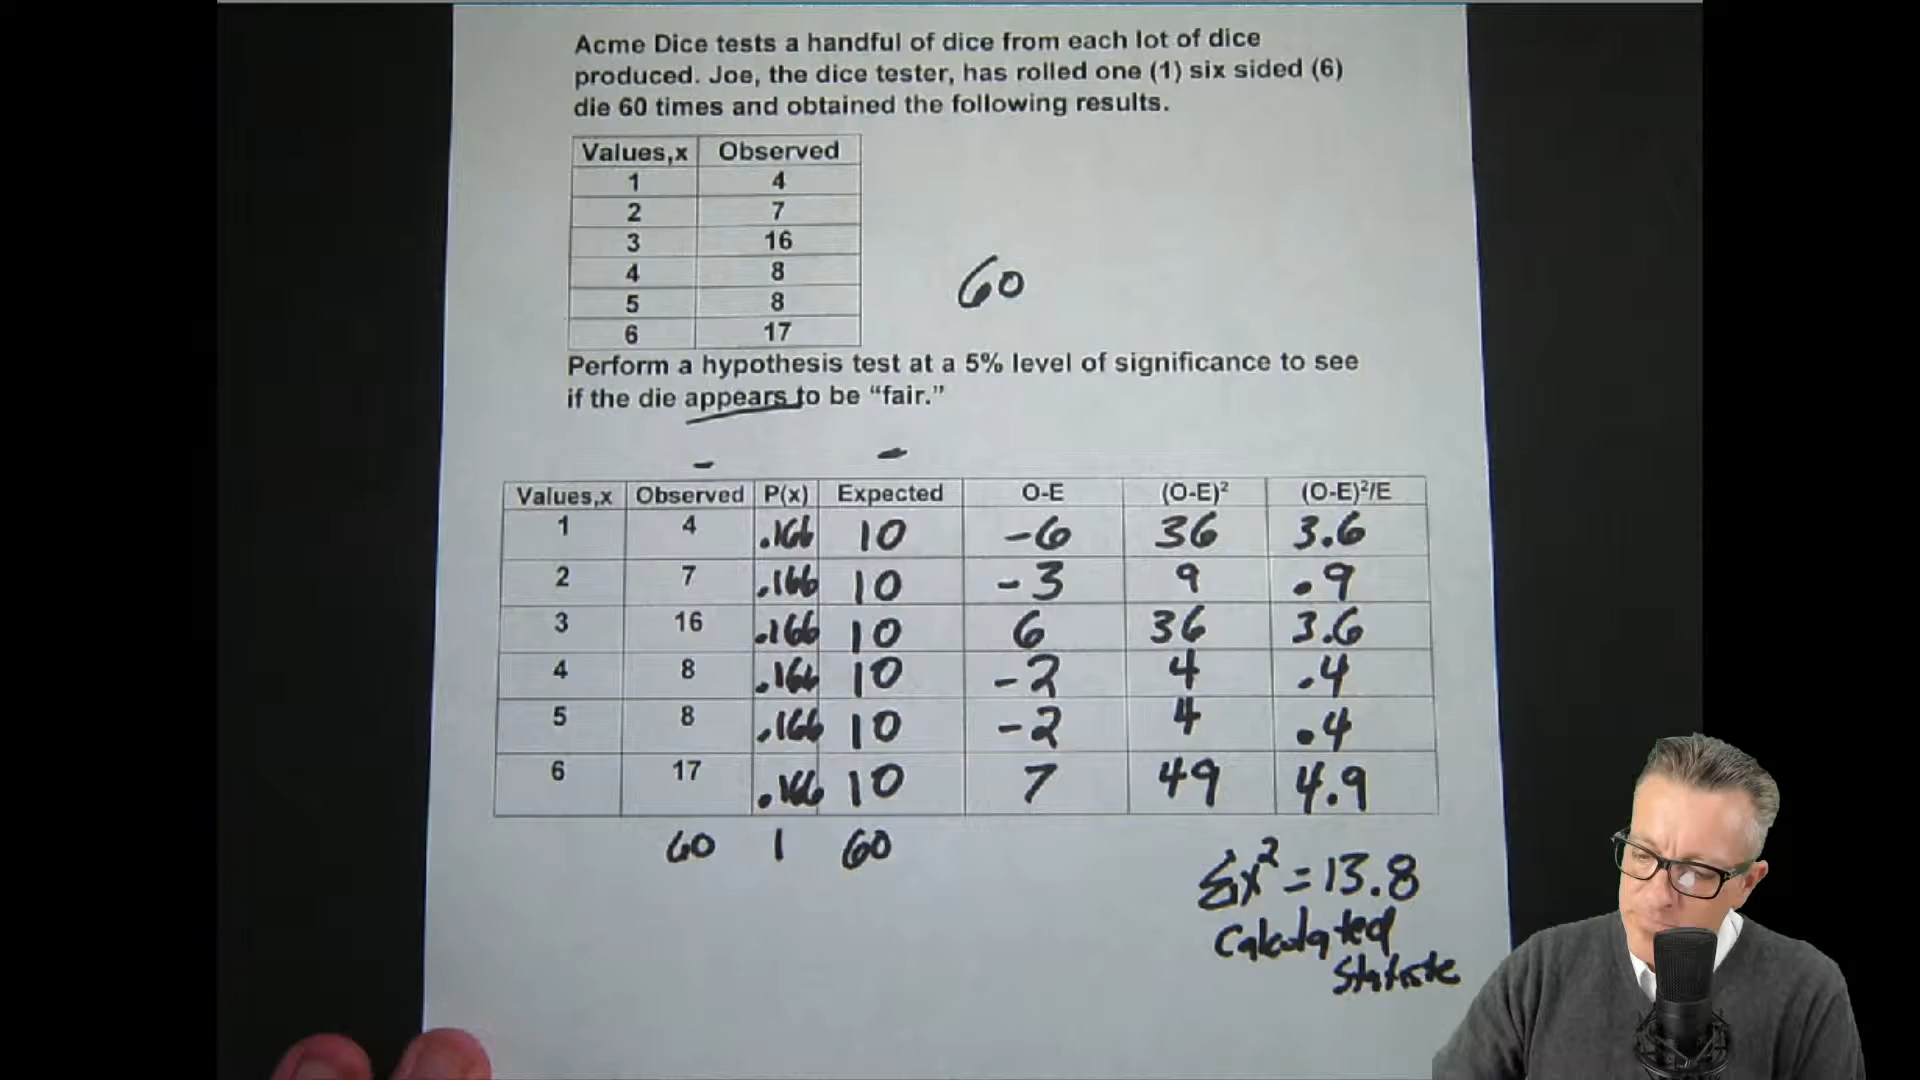 Acme Dice tests a handful of dice from each lot of dice
produced. Joe, the dice tester, has rolled one (1) six sided (6)
die 60 times and obtained the following results.
Values,x Observed
1 4
2 7
3 16
4 8
5 8
6 17
60
Perform a hypothesis test at a 5% level of significance to see
if the die appears to be “fair.”
Values,x Observed P(x) Expected O-E (O-E)² (O-E)²/E
1 4 .166 10 -6 36 3.6
2 7 .166 10 -3 9 .9
3 16 .166 10 6 36 3.6
4 8 .166 10 -2 4 .4
5 8 .166 10 -2 4 .4
6 17 .166 10 7 49 4.9
60 1 60
Σx² = 13.8
Calculated